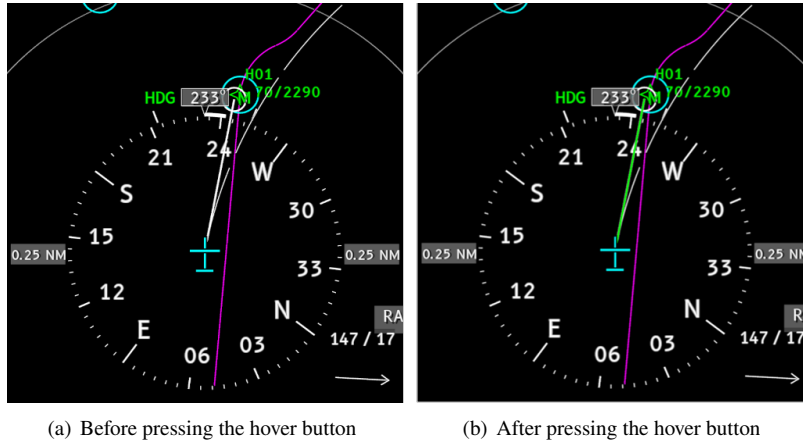 H01
70/2290
HDG 233°
<M
24
21
W
S
30
0.25 NM 15
33 0.25 NM
12
N
RA
E
03
147 / 17
06
H01
70/2290
HDG 233°
<M
24
21
W
S
30
0.25 NM 15
33 0.25 N
12
N
RA
E
03
147 / 17
06
(a) Before pressing the hover button
(b) After pressing the hover button